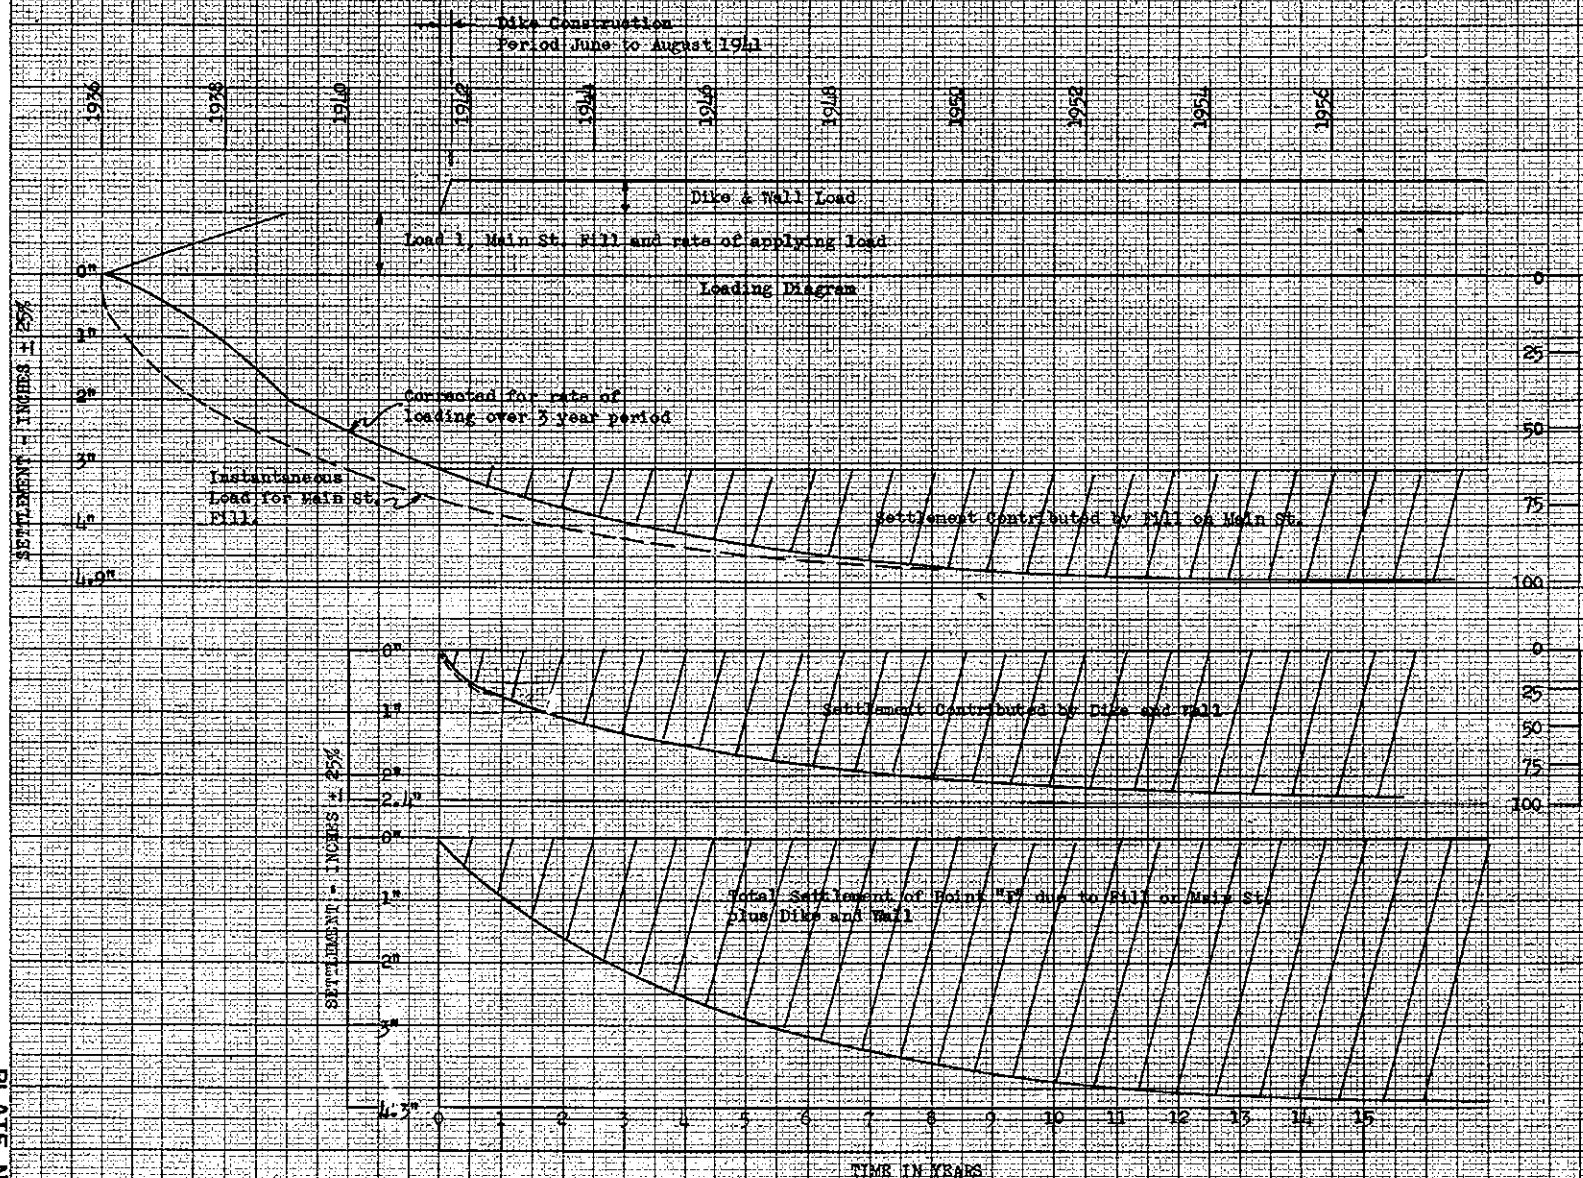 Dike Construction
Period June to August 1941
1936
1938
1940
1942
1944
1946
1948
1950
1952
1954
1956
Dike & Wall Load
Load 1, Main St. Fill and rate of applying load
Loading Diagram
SETTLEMENT - INCHES ± 25%
0"
1"
2"
3"
4"
4.9"
0
25
50
75
100
Corrected for rate of
loading over 3 year period
Instantaneous
Load for Main St.
Fill.
Settlement Contributed by Fill on Main St.
SETTLEMENT - INCHES ± 25%
0"
1"
2"
2.4"
0
25
50
75
100
Settlement Contributed by Dike and Wall
0"
1"
2"
3"
4.3"
Total Settlement of Point "F" due to Fill on Main St.
plus Dike and Wall
0 1 2 3 4 5 6 7 8 9 10 11 12 13 14 15
TIME IN YEARS